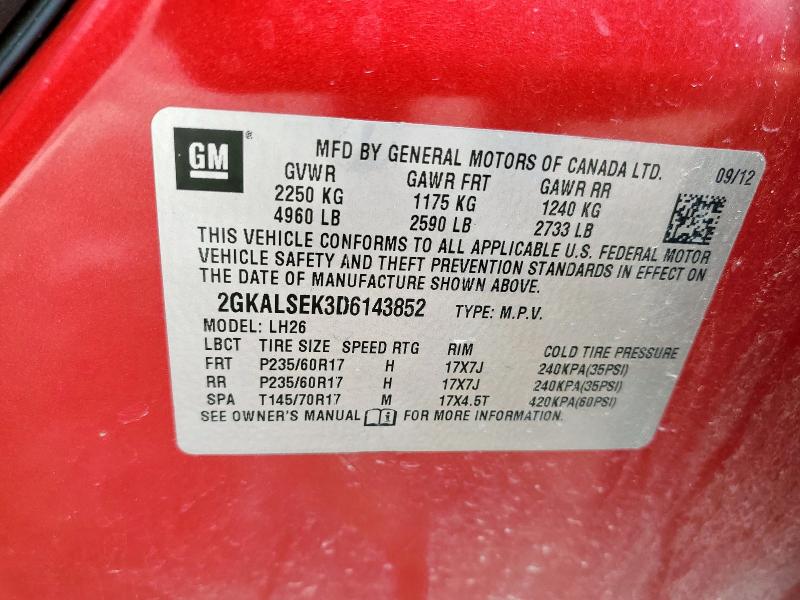 GM ®
MFD BY GENERAL MOTORS OF CANADA LTD. 09/12
GVWR GAWR FRT GAWR RR
2250 KG 1175 KG 1240 KG
4960 LB 2590 LB 2733 LB
THIS VEHICLE CONFORMS TO ALL APPLICABLE U.S. FEDERAL MOTOR
VEHICLE SAFETY AND THEFT PREVENTION STANDARDS IN EFFECT ON
THE DATE OF MANUFACTURE SHOWN ABOVE.
2GKALSEK3D6143852 TYPE: M.P.V.
MODEL: LH26
LBCT TIRE SIZE SPEED RTG RIM COLD TIRE PRESSURE
FRT P235/60R17 H 17X7J 240KPA(35PSI)
RR P235/60R17 H 17X7J 240KPA(35PSI)
SPA T145/70R17 M 17X4.5T 420KPA(60PSI)
SEE OWNER'S MANUAL FOR MORE INFORMATION.